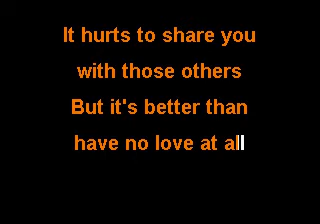 It hurts to share you
with those others
But it's better than
have no love at all